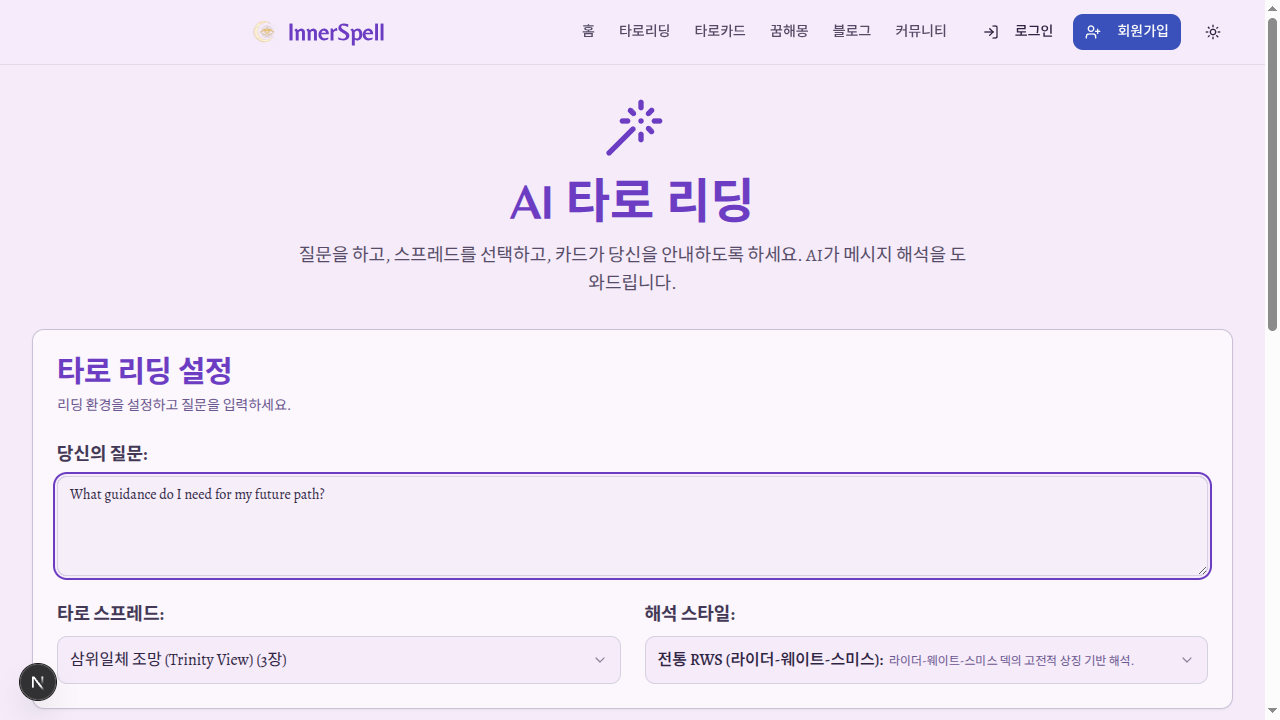 InnerSpell
홈 타로리딩 타로카드 꿈해몽 블로그 커뮤니티 로그인 회원가입
AI 타로 리딩
질문을 하고, 스프레드를 선택하고, 카드가 당신을 안내하도록 하세요. AI가 메시지 해석을 도
와드립니다.
타로 리딩 설정
리딩 환경을 설정하고 질문을 입력하세요.
당신의 질문:
What guidance do I need for my future path?
타로 스프레드:
삼위일체 조망 (Trinity View) (3장)
해석 스타일:
전통 RWS (라이더-웨이트-스미스): 라이더-웨이트-스미스 덱의 고전적 상징 기반 해석.
N